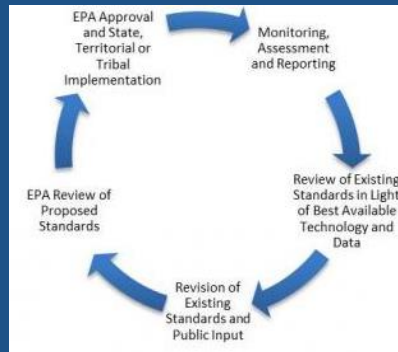 EPA Approval
and State,
Territorial or
Tribal
Implementation
Monitoring,
Assessment
and Reporting
Review of Existing
Standards in Light
of Best Available
Technology and
Data
Revision of
Existing
Standards and
Public Input
EPA Review of
Proposed
Standards